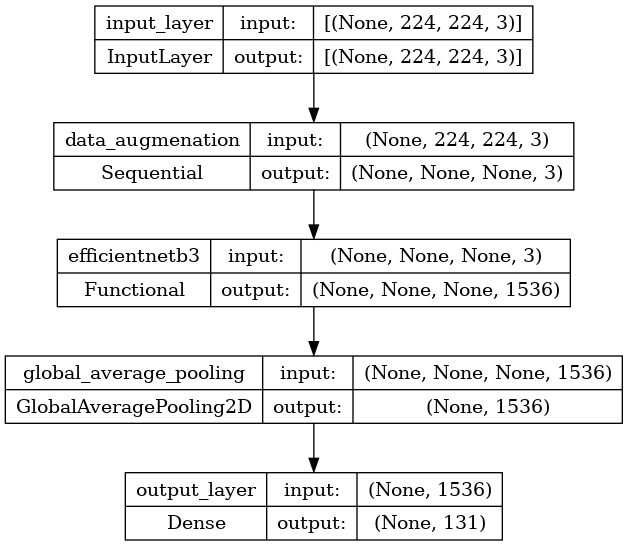 input_layer input: [(None, 224, 224, 3)]
InputLayer output: [(None, 224, 224, 3)]
data_augmenation input: (None, 224, 224, 3)
Sequential output: (None, None, None, 3)
efficientnetb3 input: (None, None, None, 3)
Functional output: (None, None, None, 1536)
global_average_pooling input: (None, None, None, 1536)
GlobalAveragePooling2D output: (None, 1536)
output_layer input: (None, 1536)
Dense output: (None, 131)